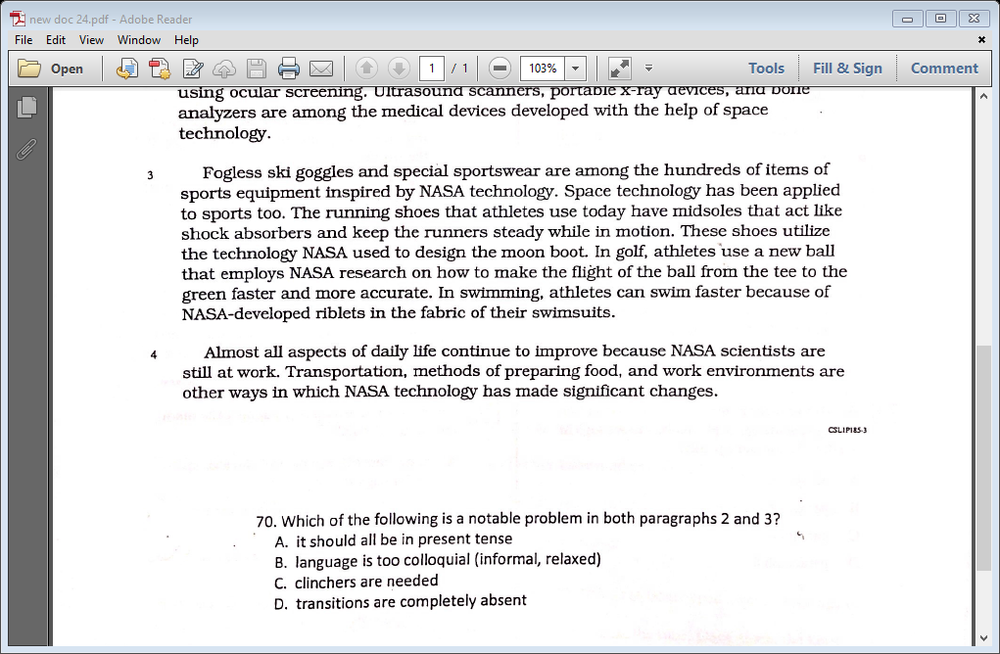 new doc 24.pdf - Adobe Reader
File Edit View Window Help
Open 1 / 1 103% Tools Fill & Sign Comment
using ocular screening. Ultrasound scanners, portable x-ray devices, and bone
analyzers are among the medical devices developed with the help of space
technology.
3 Fogless ski goggles and special sportswear are among the hundreds of items of
sports equipment inspired by NASA technology. Space technology has been applied
to sports too. The running shoes that athletes use today have midsoles that act like
shock absorbers and keep the runners steady while in motion. These shoes utilize
the technology NASA used to design the moon boot. In golf, athletes use a new ball
that employs NASA research on how to make the flight of the ball from the tee to the
green faster and more accurate. In swimming, athletes can swim faster because of
NASA-developed riblets in the fabric of their swimsuits.
4 Almost all aspects of daily life continue to improve because NASA scientists are
still at work. Transportation, methods of preparing food, and work environments are
other ways in which NASA technology has made significant changes.
CSL1P185-3
70. Which of the following is a notable problem in both paragraphs 2 and 3?
A. it should all be in present tense
B. language is too colloquial (informal, relaxed)
C. clinchers are needed
D. transitions are completely absent